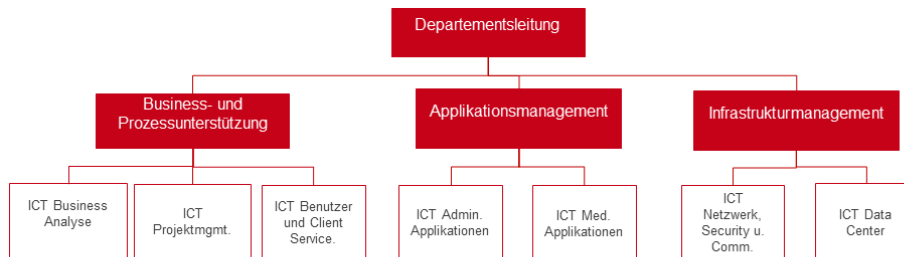 Departementsleitung
Business- und
Prozessunterstützung
Applikationsmanagement
Infrastrukturmanagement
ICT Business
Analyse
ICT
Projektmgmt.
ICT Benutzer
und Client
Service.
ICT Admin.
Applikationen
ICT Med.
Applikationen
ICT
Netzwerk,
Security u.
Comm.
ICT Data
Center